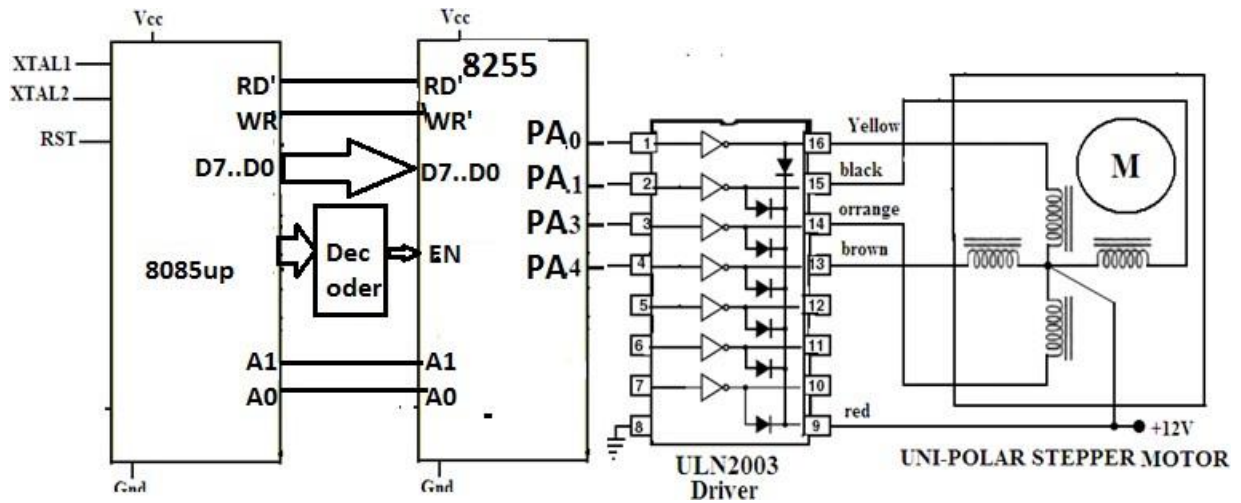 Vcc
XTAL1
XTAL2
RST
RD'
WR
D7..D0
8085up
A1
A0
Gnd
Dec
oder
Vcc
8255
RD'
WR'
D7..D0
EN
A1
A0
Gnd
PA0
PA1
PA3
PA4
1
2
3
4
5
6
7
8
16
15
14
13
12
11
10
9
ULN2003
Driver
Yellow
black
orrange
brown
red
M
+12V
UNI-POLAR STEPPER MOTOR